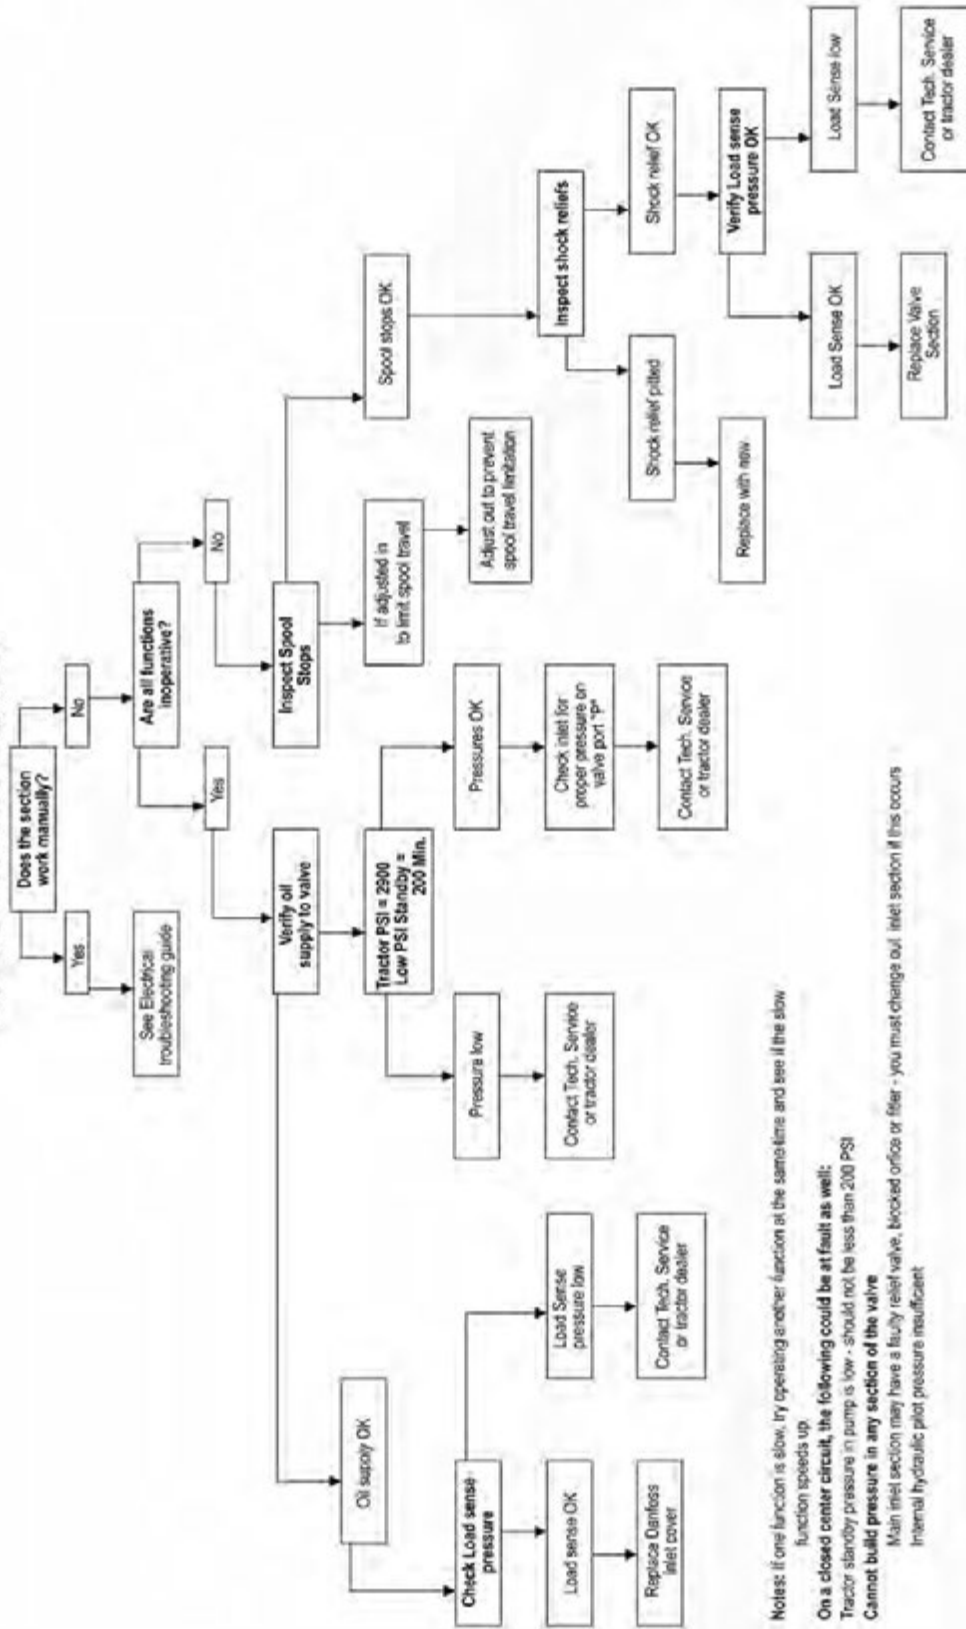 Does the section
work manually?
Yes
No
See Electrical
troubleshooting guide
Are all functions
inoperative?
Yes
No
Verify oil
supply to valve
Inspect Spool
Stops
Oil supply OK
Tractor PSI = 2900
Low PSI Standby =
200 Min.
If adjusted in
to limit spool travel
Spool stops OK
Check Load sense
pressure
Pressure low
Pressures OK
Adjust out to prevent
spool travel limitation
Inspect shock reliefs
Load sense OK
Load Sense
pressure low
Contact Tech. Service
or tractor dealer
Check inlet for
proper pressure on
valve port "P"
Shock relief pitted
Shock relief OK
Replace Danfoss
inlet cover
Contact Tech. Service
or tractor dealer
Contact Tech. Service
or tractor dealer
Replace with new
Verify Load sense
pressure OK
Load Sense OK
Load Sense low
Replace Valve
Section
Contact Tech. Service
or tractor dealer
Notes: If one function is slow, try operating another function at the same time and see if the slow
function speeds up.
On a closed center circuit, the following could be at fault as well:
Tractor standby pressure in pump is low - should not be less than 200 PSI
Cannot build pressure in any section of the valve
Main inlet section may have a faulty relief valve, blocked orfice or filter - you must change out inlet section if this occurs
Internal hydraulic pilot pressure insufficient